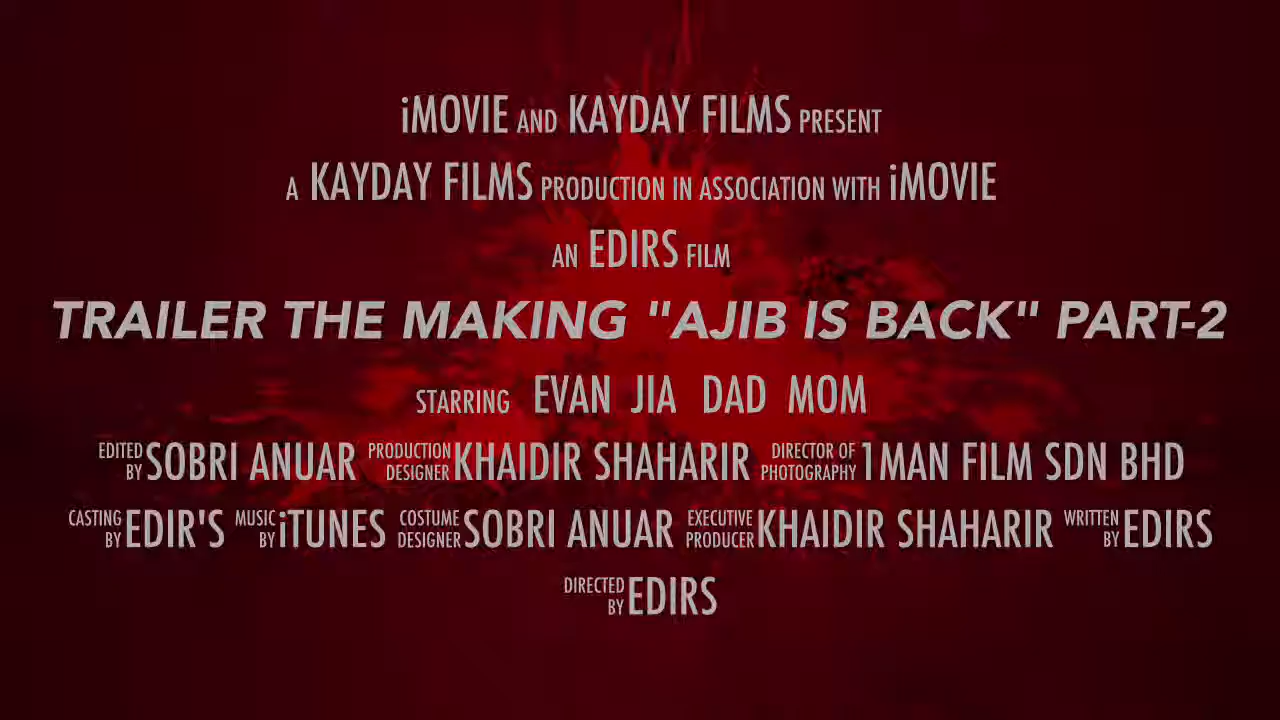 iMOVIE AND KAYDAY FILMS PRESENT
A KAYDAY FILMS PRODUCTION IN ASSOCIATION WITH iMOVIE
AN EDIRS FILM
TRAILER THE MAKING "AJIB IS BACK" PART-2
STARRING EVAN JIA DAD MOM
EDITED BY SOBRI ANUAR PRODUCTION DESIGNER KHAIDIR SHAHARIR DIRECTOR OF PHOTOGRAPHY 1MAN FILM SDN BHD
CASTING BY EDIR'S MUSIC BY iTUNES COSTUME DESIGNER SOBRI ANUAR EXECUTIVE PRODUCER KHAIDIR SHAHARIR WRITTEN BY EDIRS
DIRECTED BY EDIRS